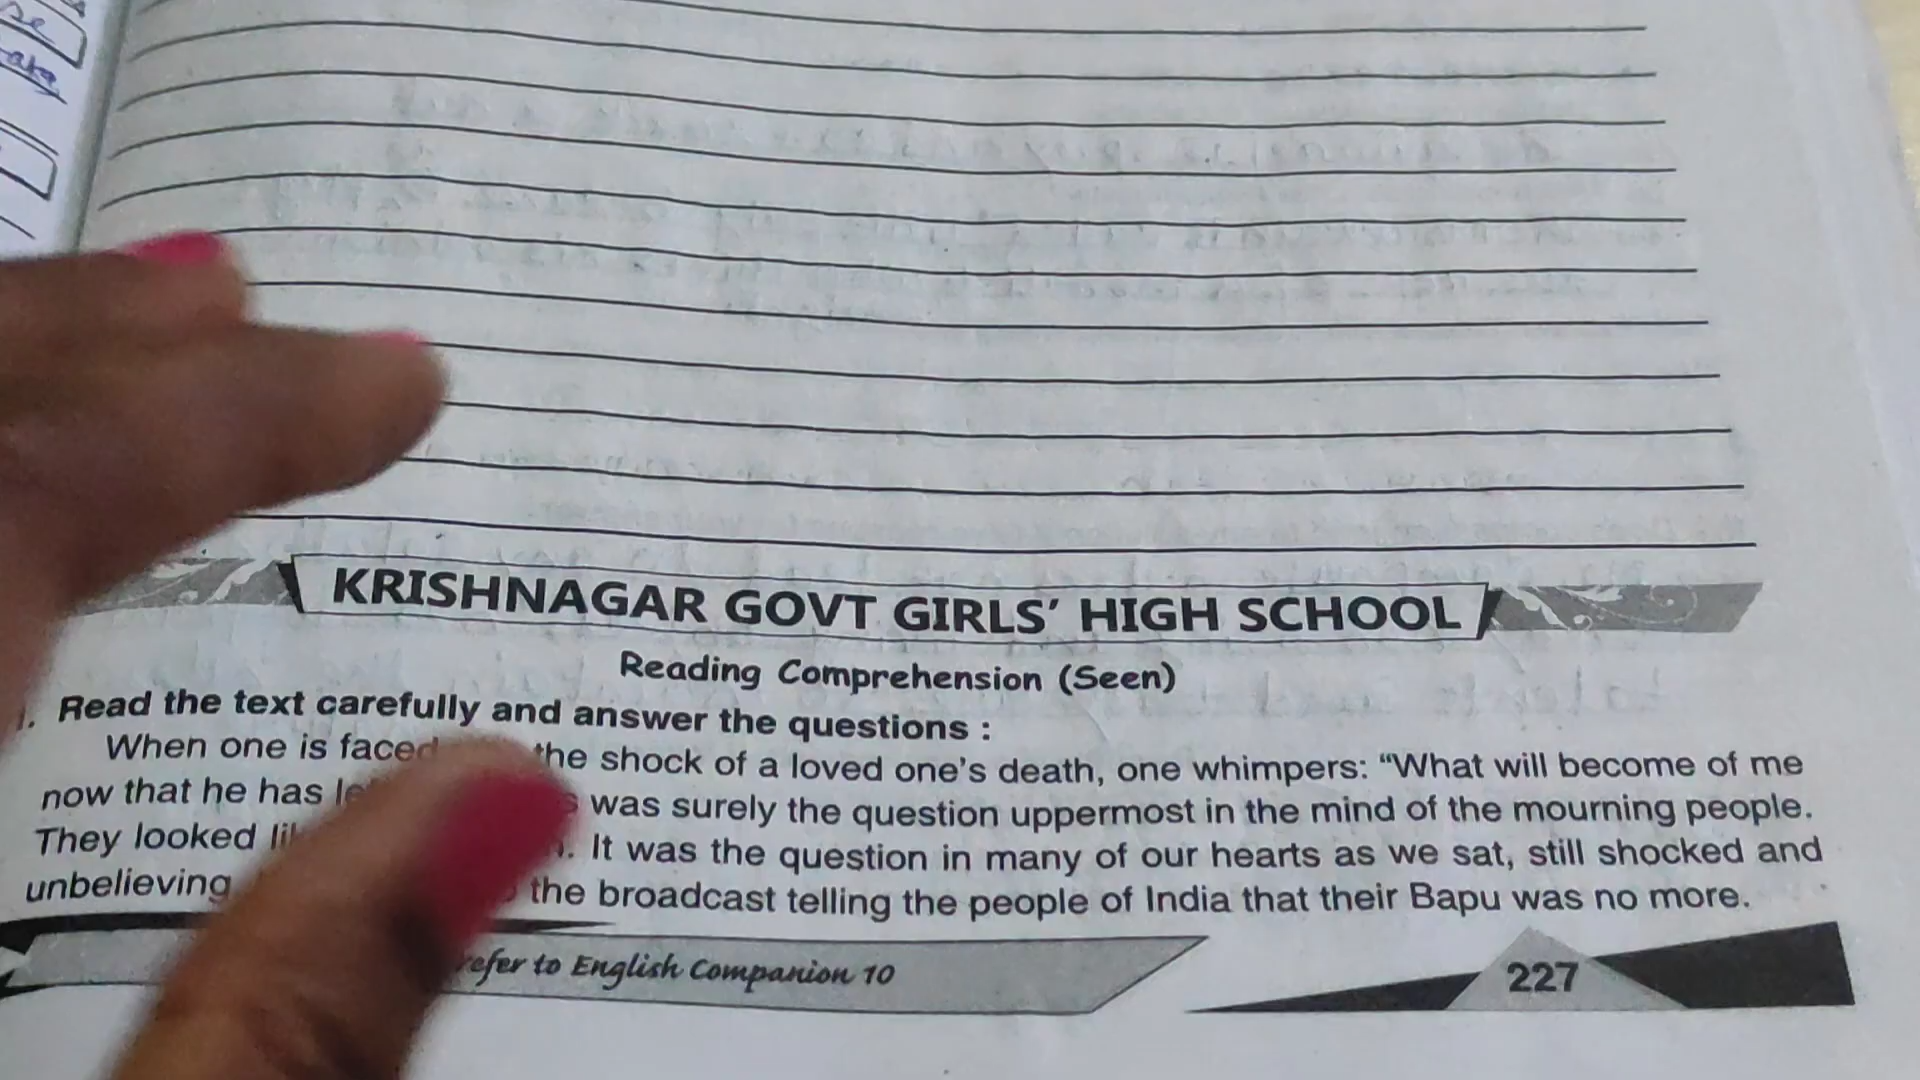 KRISHNAGAR GOVT GIRLS' HIGH SCHOOL
Reading Comprehension (Seen)
. Read the text carefully and answer the questions :
When one is faced the shock of a loved one's death, one whimpers: “What will become of me
now that he has was surely the question uppermost in the mind of the mourning people.
They looked It was the question in many of our hearts as we sat, still shocked and
unbelieving the broadcast telling the people of India that their Bapu was no more.
refer to English Companion 10
227